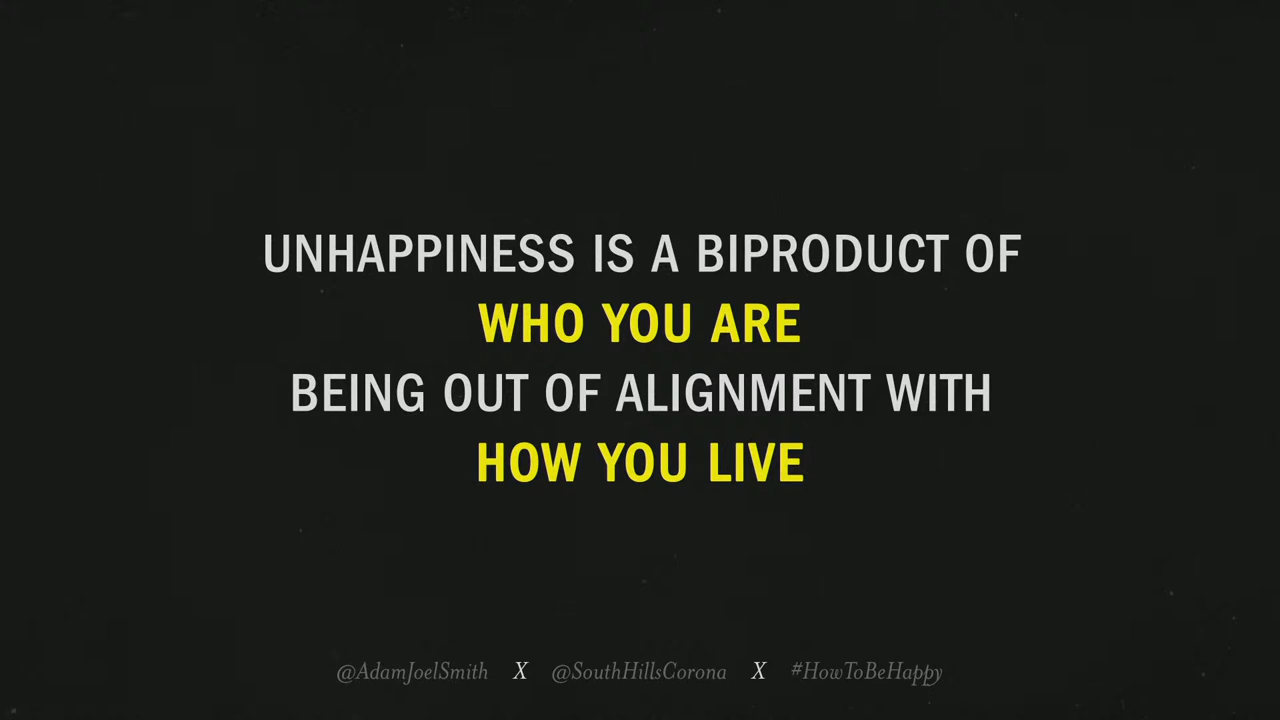 UNHAPPINESS IS A BIPRODUCT OF
WHO YOU ARE
BEING OUT OF ALIGNMENT WITH
HOW YOU LIVE
@AdamJoelSmith X @SouthHillsCorona X #HowToBeHappy